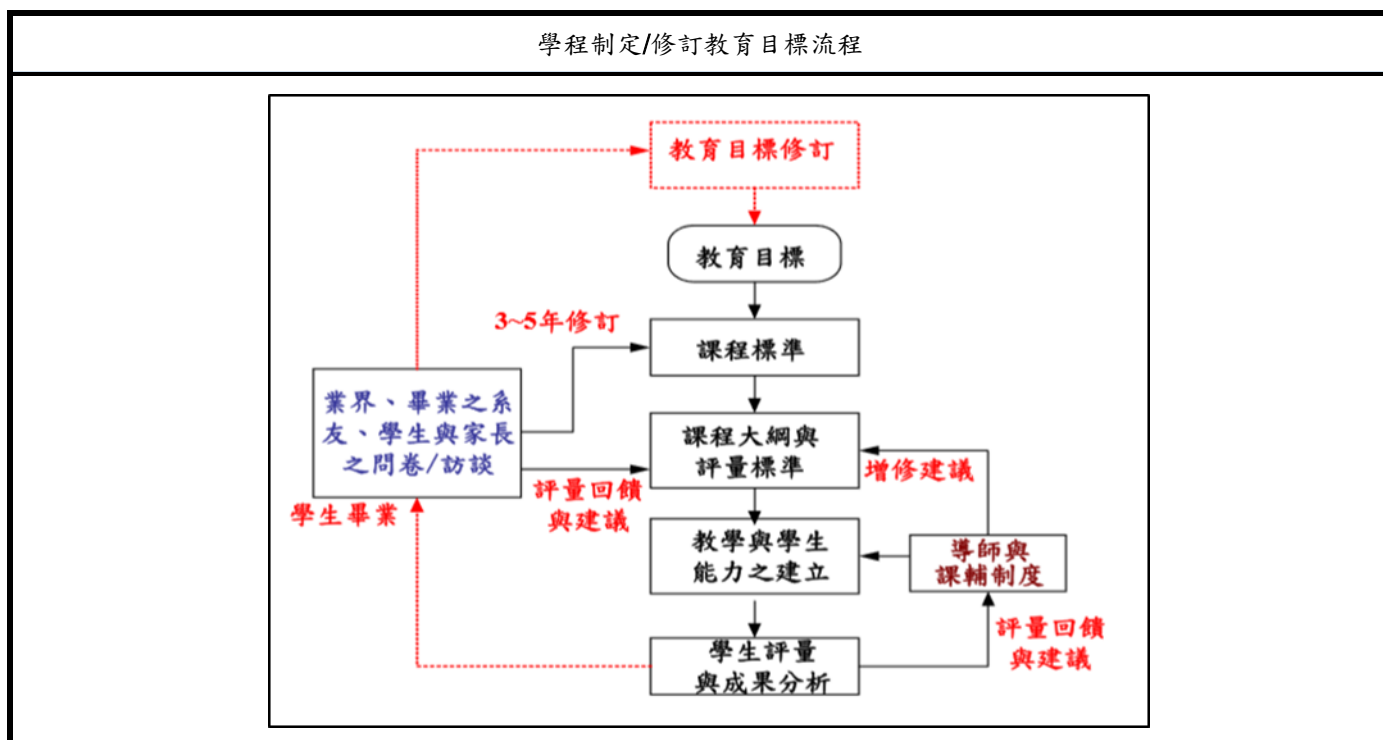 學程制定/修訂教育目標流程
教育目標修訂
教育目標
3~5年修訂
課程標準
業界、畢業之系
友、學生與家長
之問卷/訪談
課程大綱與
評量標準
增修建議
評量回饋
與建議
學生畢業
教學與學生
能力之建立
導師與
課輔制度
評量回饋
與建議
學生評量
與成果分析